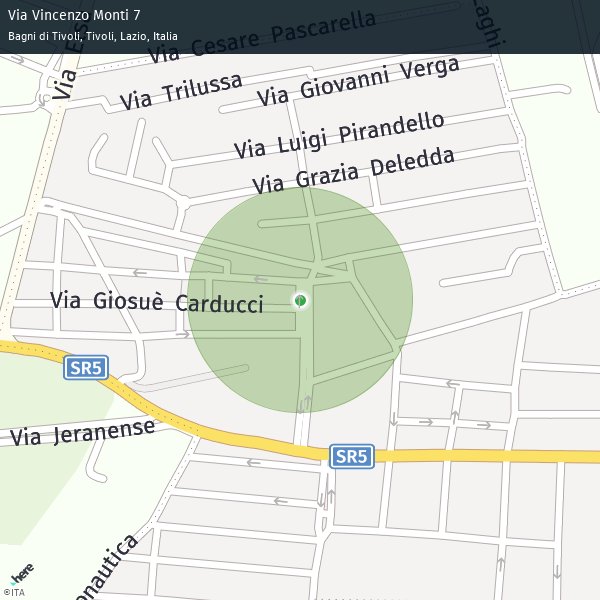 Via Vincenzo Monti 7
Bagni di Tivoli, Tivoli, Lazio, Italia
Via Cesare Pascarella
Via Trilussa
Via Giovanni Verga
Via Luigi Pirandello
Via Grazia Deledda
Via Giosuè Carducci
SR5
Via Jeranense
SR5
here
©ITA